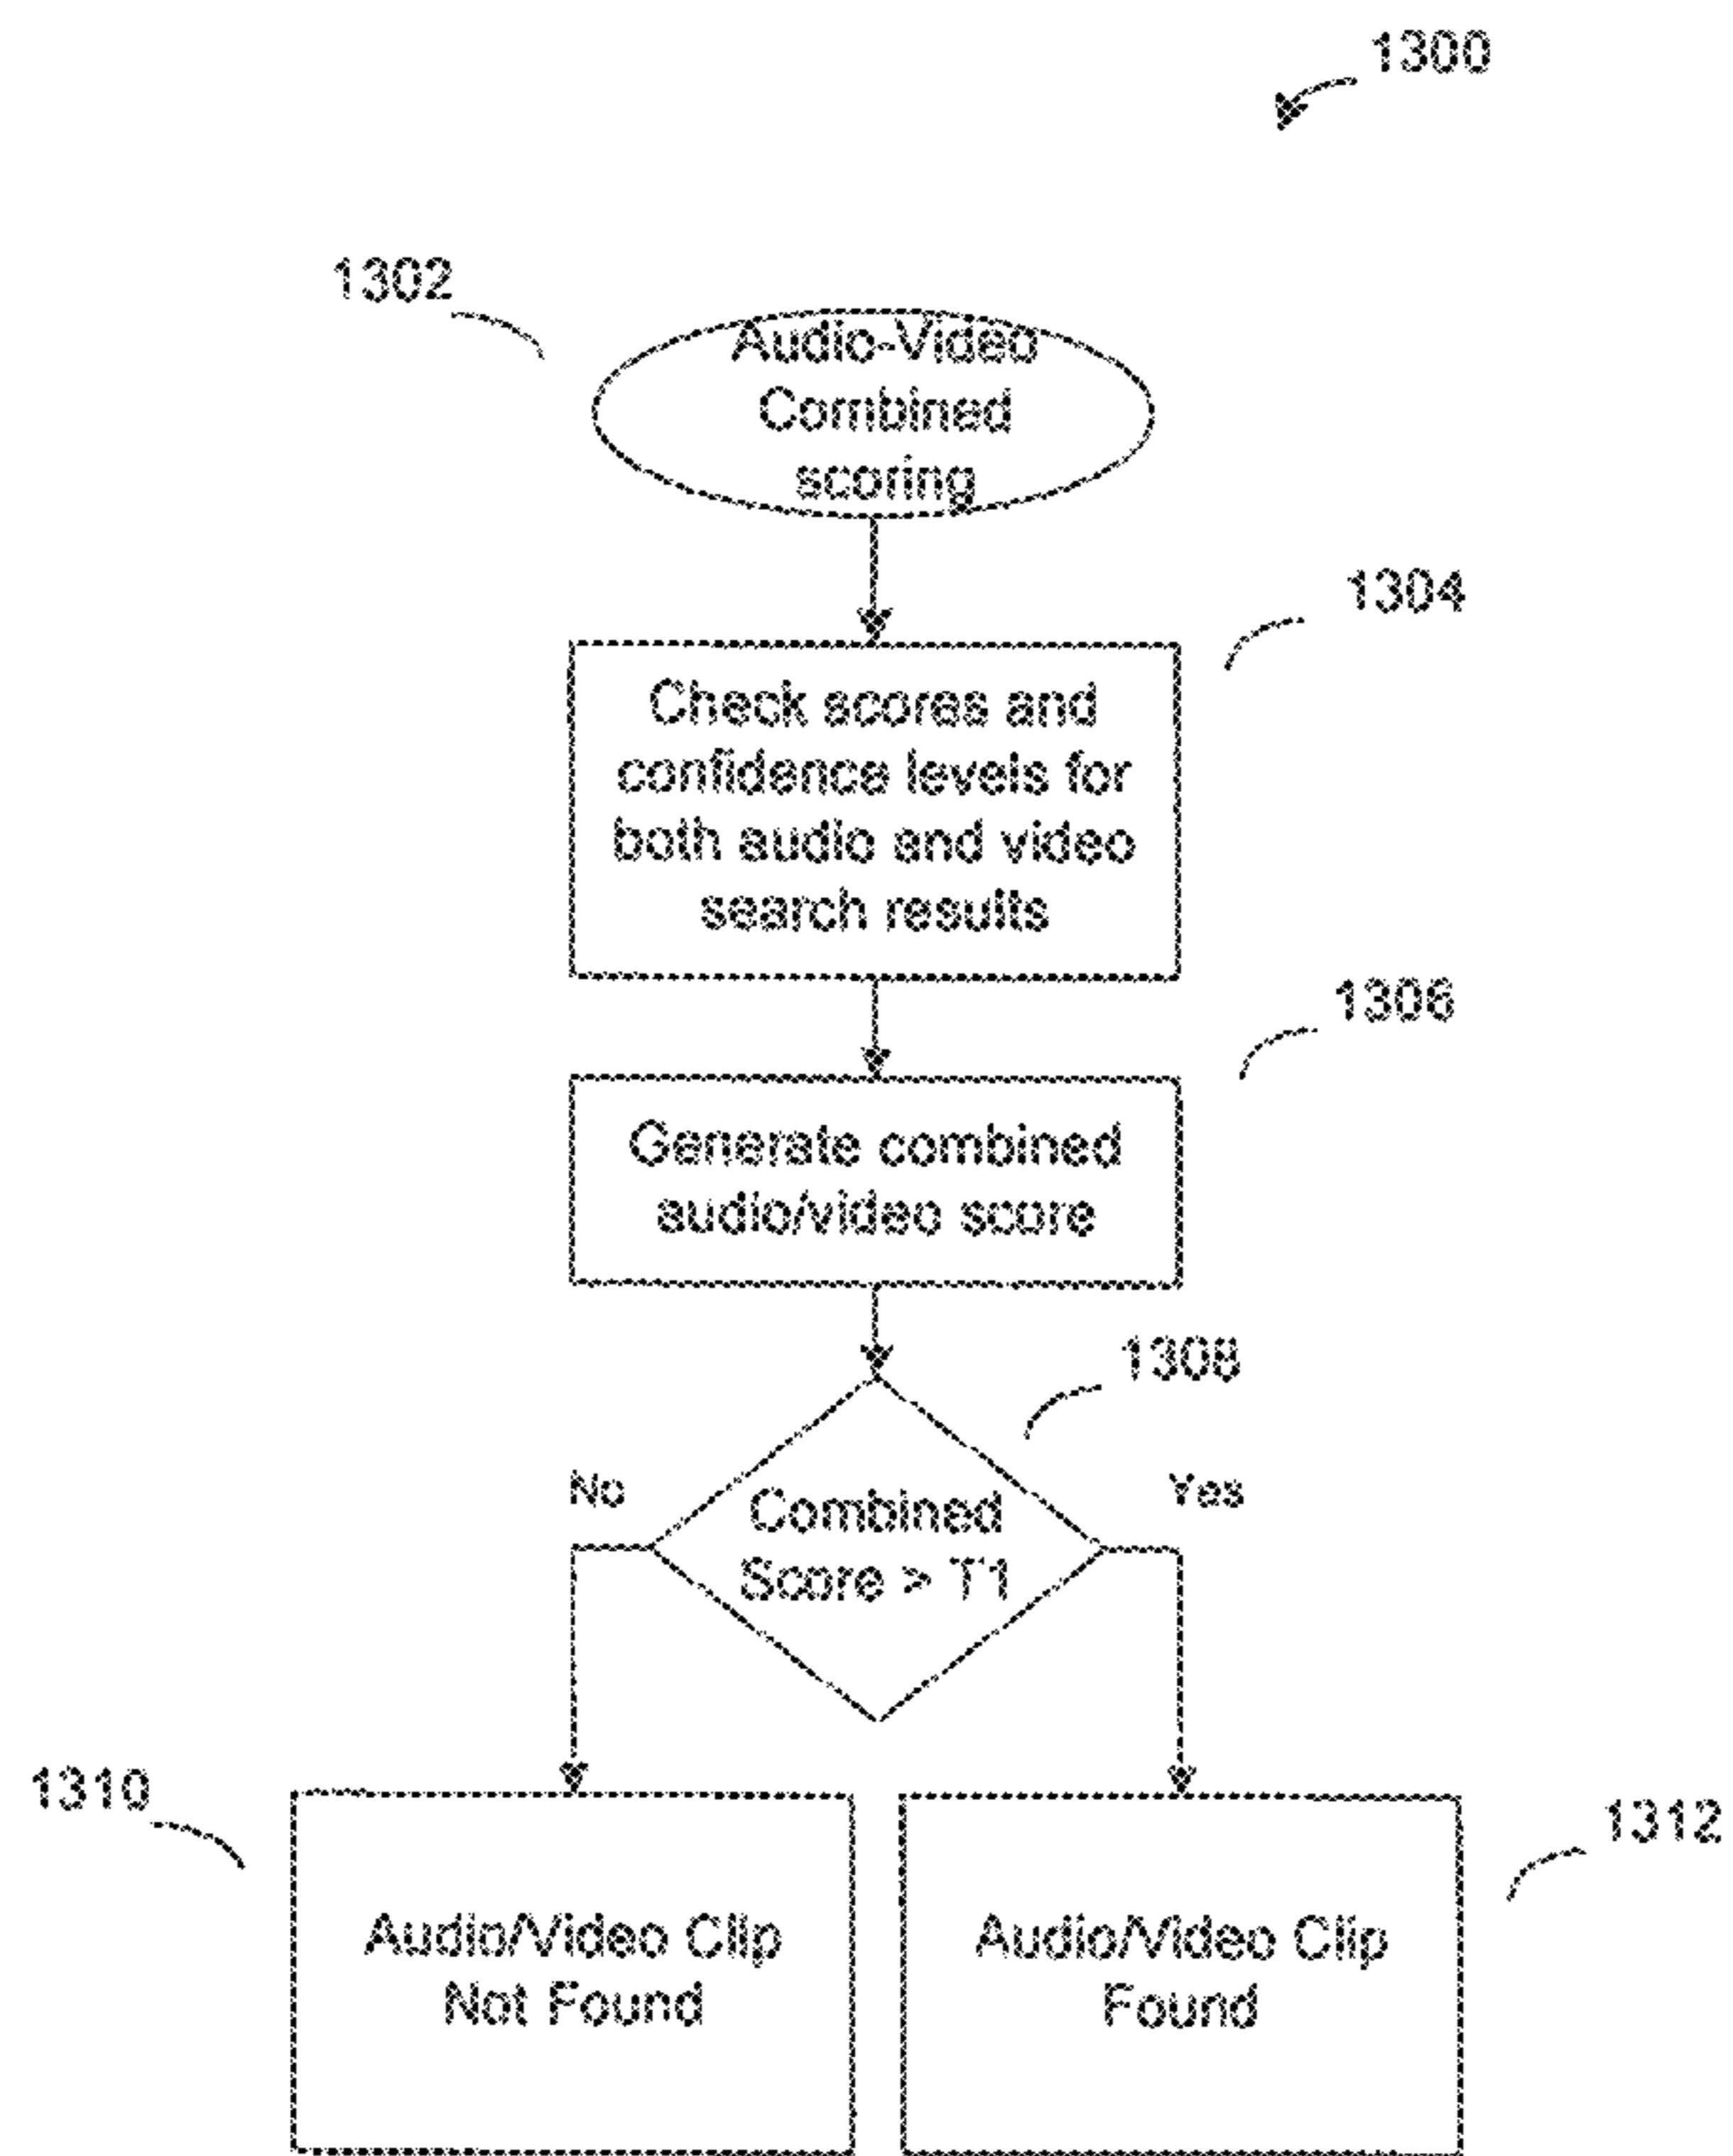 1300
1302
Audio-Video
Combined
scoring
1304
Check scores and
confidence levels for
both audio and video
search results
1306
Generate combined
audio/video score
1308
No
Yes
Combined
Score > T1
1310
1312
Audio/Video Clip
Not Found
Audio/Video Clip
Found